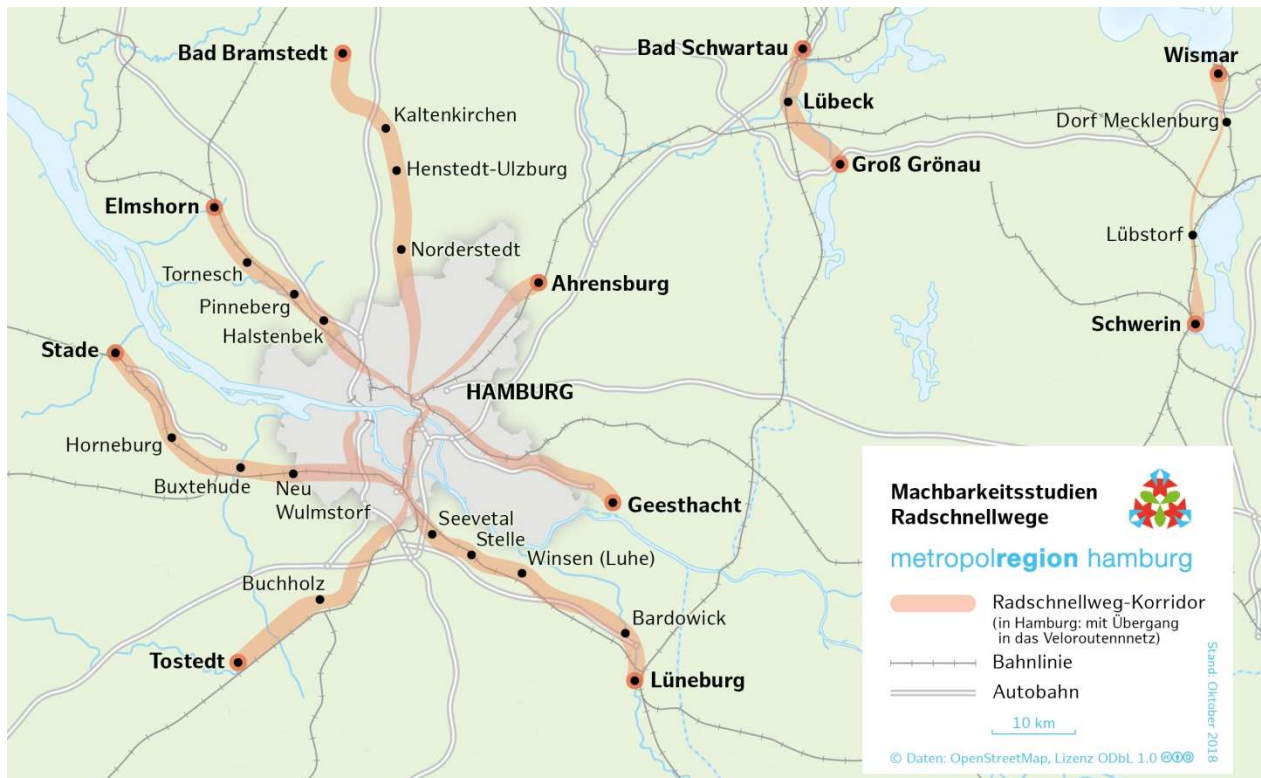 Bad Bramstedt
Bad Schwartau
Wismar
Lübeck
Kaltenkirchen
Dorf Mecklenburg
Henstedt-Ulzburg
Groß Grönau
Elmshorn
Norderstedt
Lübstorf
Tornesch
Ahrensburg
Pinneberg
Halstenbek
Schwerin
Stade
HAMBURG
Horneburg
Buxtehude
Neu
Wulmstorf
Geesthacht
Seevetal
Stelle
Winsen (Luhe)
Buchholz
Bardowick
Tostedt
Lüneburg
Machbarkeitsstudien
Radschnellwege
metropolregion hamburg
Radschnellweg-Korridor
(in Hamburg: mit Übergang
in das Veloroutennnetz)
Bahnlinie
Autobahn
10 km
© Daten: OpenStreetMap, Lizenz ODbL 1.0
Stand: Oktober 2018